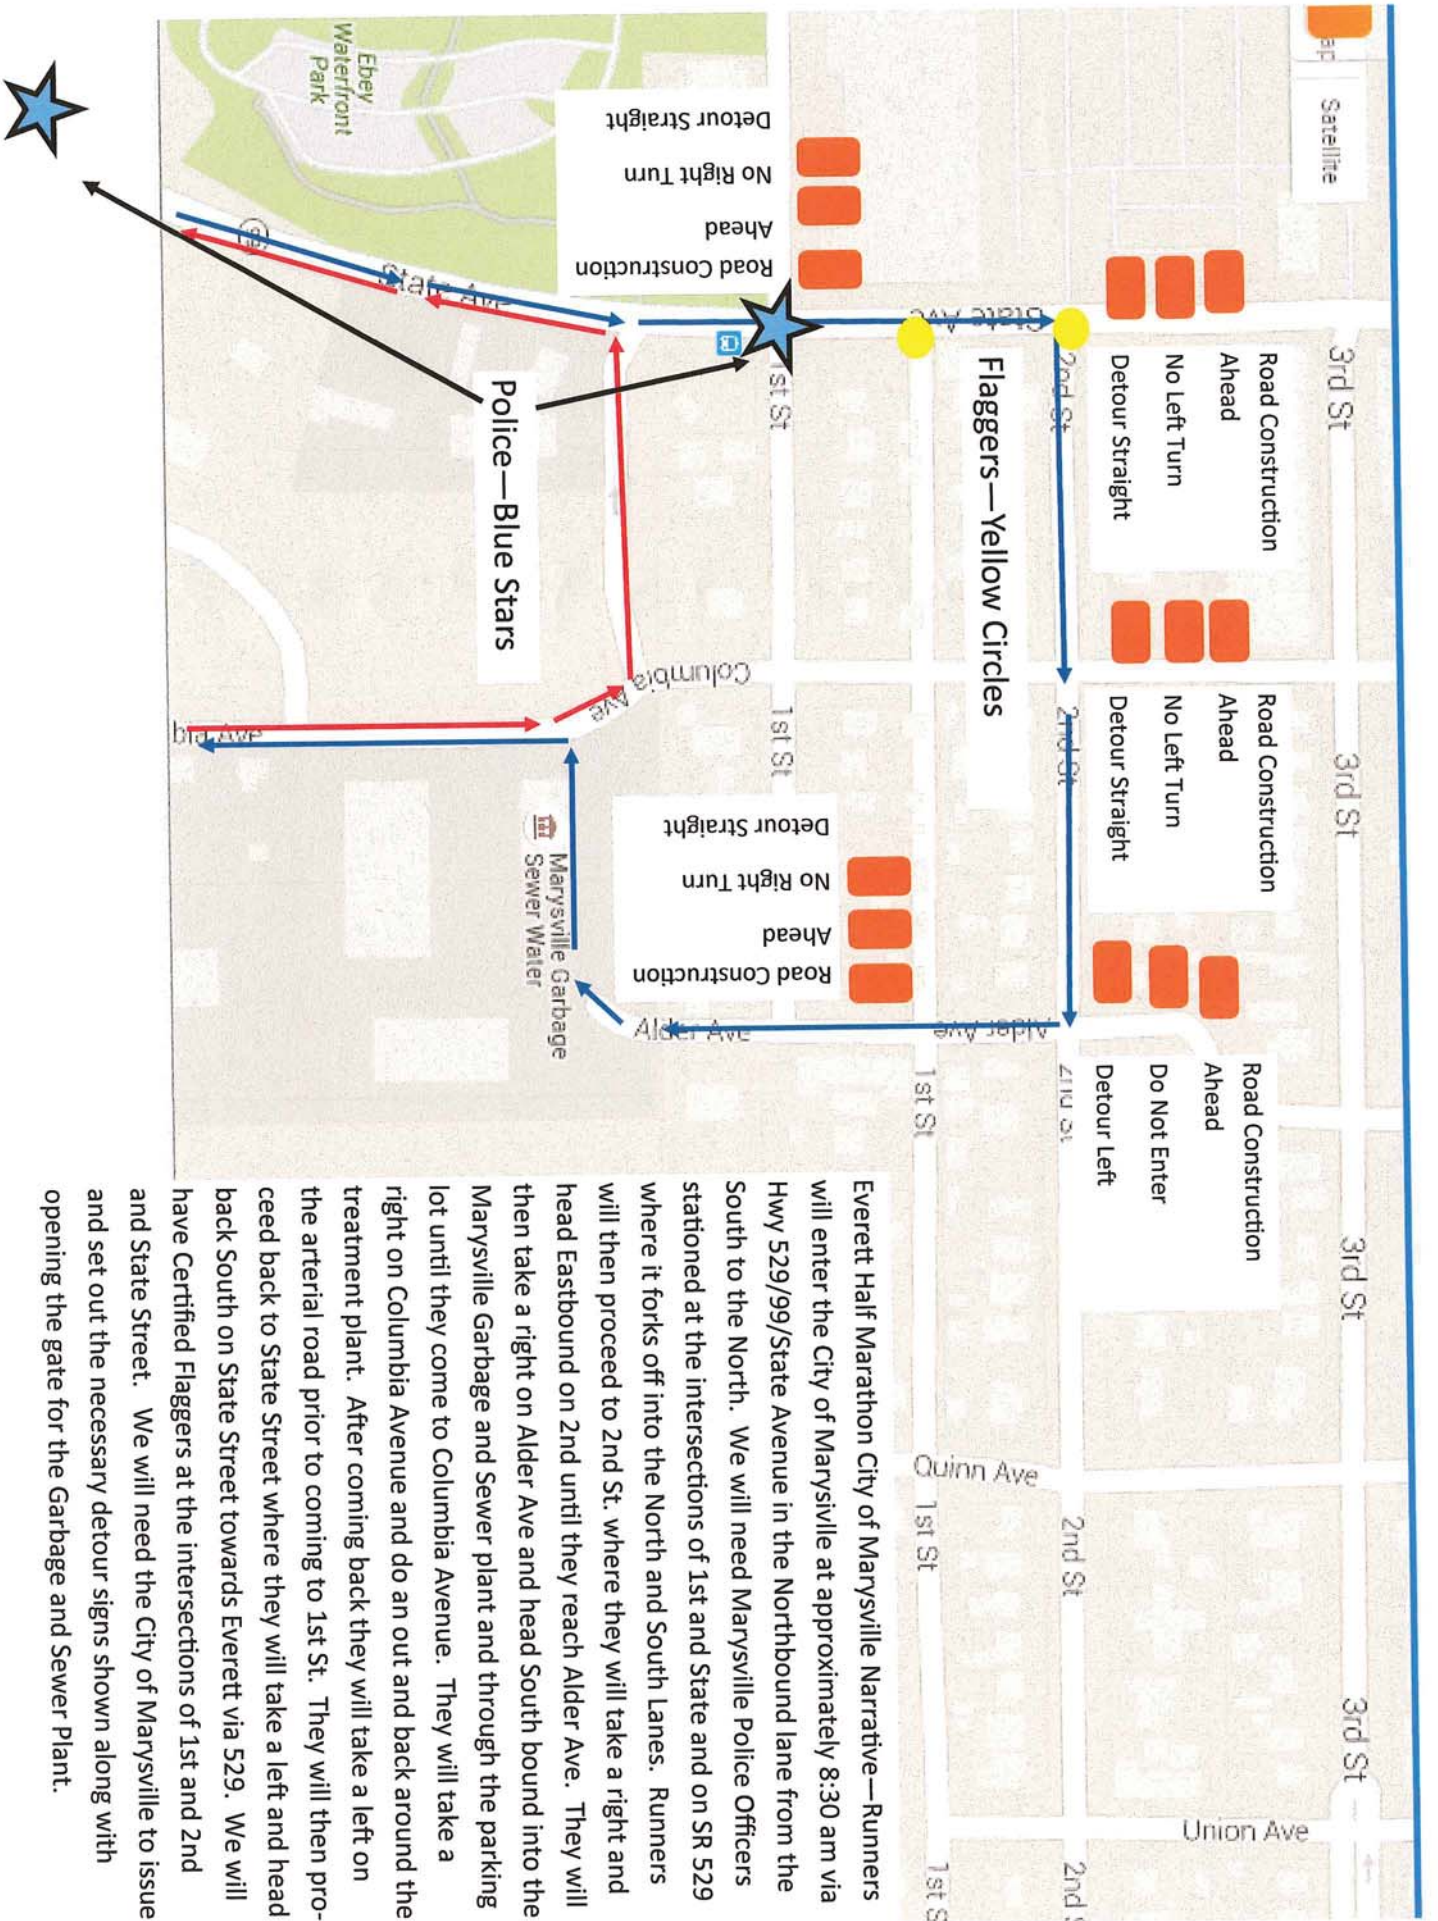 Satellite
3rd St
3rd St
3rd St
3rd St
Road Construction
Ahead
No Left Turn
Detour Straight
Road Construction
Ahead
No Left Turn
Detour Straight
Road Construction
Ahead
Do Not Enter
Detour Left
Union Ave
2nd St
2nd St
2nd St
2nd St
State Ave
Flaggers—Yellow Circles
Alder Ave
Quinn Ave
1st St
1st St
Road Construction
Ahead
No Right Turn
Detour Straight
1st St
1st St
Road Construction
Ahead
No Right Turn
Detour Straight
Columbia
Ave
Alder Ave
State Ave
Police—Blue Stars
Marysville Garbage
Sewer Water
Ebey
Waterfront
Park
bia Ave
Everett Half Marathon City of Marysville Narrative—Runners
will enter the City of Marysivlle at approximately 8:30 am via
Hwy 529/99/State Avenue in the Northbound lane from the
South to the North. We will need Marysville Police Officers
stationed at the intersections of 1st and State and on SR 529
where it forks off into the North and South Lanes. Runners
will then proceed to 2nd St. where they will take a right and
head Eastbound on 2nd until they reach Alder Ave. They will
then take a right on Alder Ave and head South bound into the
Marysville Garbage and Sewer plant and through the parking
lot until they come to Columbia Avenue. They will take a
right on Columbia Avenue and do an out and back around the
treatment plant. After coming back they will take a left on
the arterial road prior to coming to 1st St. They will then pro-
ceed back to State Street where they will take a left and head
back South on State Street towards Everett via 529. We will
have Certified Flaggers at the intersections of 1st and 2nd
and State Street. We will need the City of Marysville to issue
and set out the necessary detour signs shown along with
opening the gate for the Garbage and Sewer Plant.